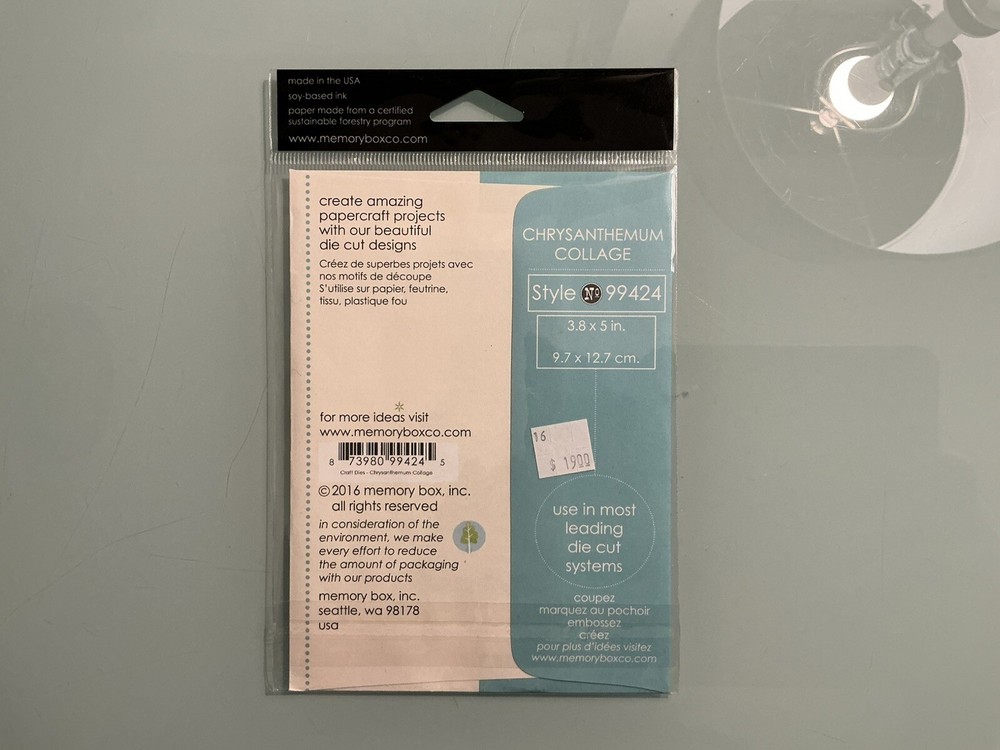 made in the USA
soy-based ink
paper made from a certified
sustainable forestry program
www.memoryboxco.com
create amazing
papercraft projects
with our beautiful
die cut designs
Créez de superbes projets avec
nos motifs de découpe
S'utilise sur papier, feutrine,
tissu, plastique fou
for more ideas visit
www.memoryboxco.com
8 73980 99424 5
Craft Dies - Chrysanthemum Collage
©2016 memory box, inc.
all rights reserved
in consideration of the
environment, we make
every effort to reduce
the amount of packaging
with our products
memory box, inc.
seattle, wa 98178
usa
CHRYSANTHEMUM
COLLAGE
Style No 99424
3.8 x 5 in.
9.7 x 12.7 cm.
16
$ 1900
use in most
leading
die cut
systems
coupez
marquez au pochoir
embossez
créez
pour plus d'idées visitez
www.memoryboxco.com